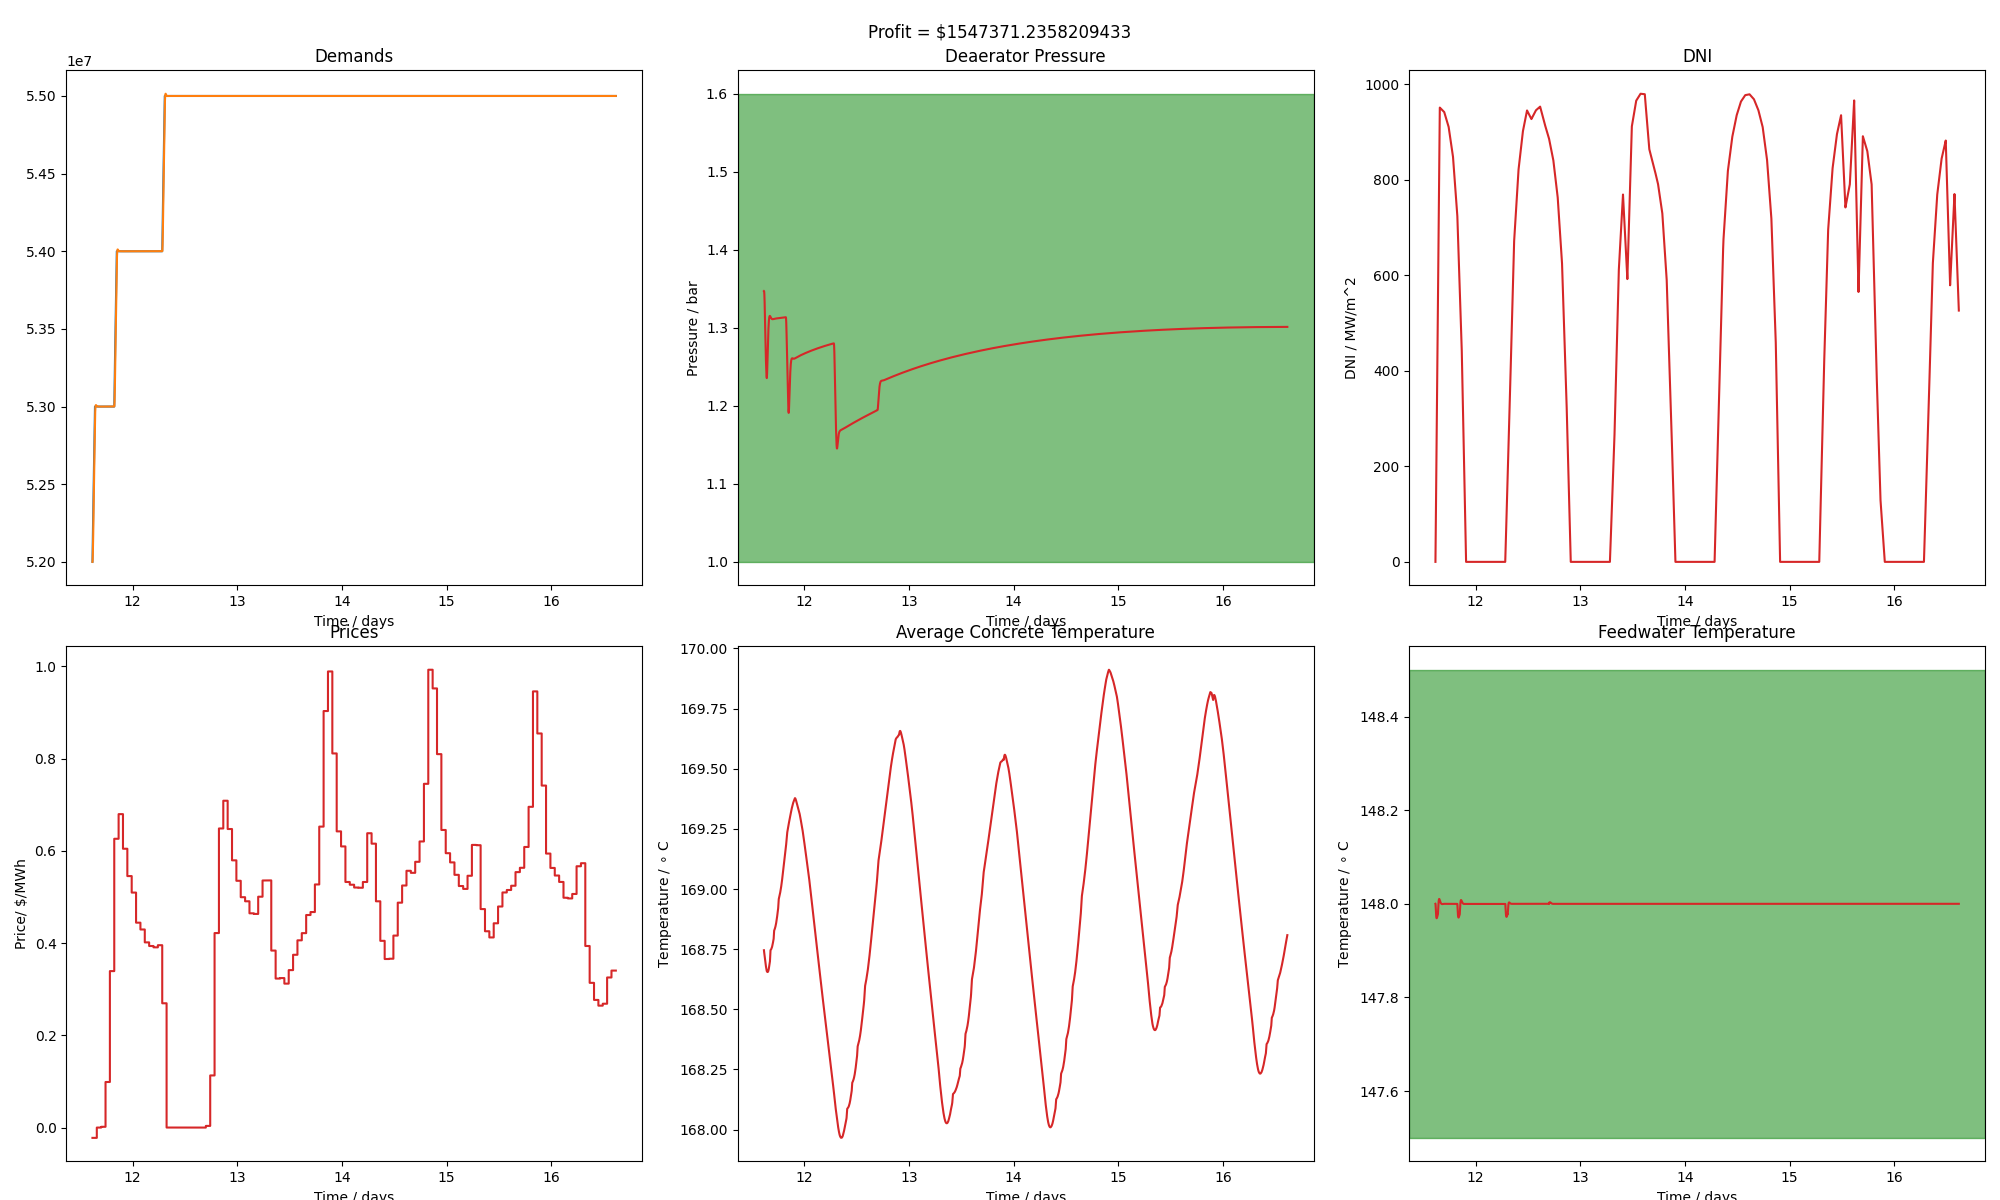 Profit = $1547371.2358209433
Demands
1e7
5.50
5.45
5.40
5.35
5.30
5.25
5.20
12 13 14 15 16
Time / days
Deaerator Pressure
Pressure / bar
1.6
1.5
1.4
1.3
1.2
1.1
1.0
12 13 14 15 16
Time / days
DNI
DNI / MW/m^2
1000
800
600
400
200
0
12 13 14 15 16
Time / days
Prices
Price/ $/MWh
1.0
0.8
0.6
0.4
0.2
0.0
12 13 14 15 16
Time / days
Average Concrete Temperature
Temperature / ∘ C
170.00
169.75
169.50
169.25
169.00
168.75
168.50
168.25
168.00
12 13 14 15 16
Time / days
Feedwater Temperature
Temperature / ∘ C
148.4
148.2
148.0
147.8
147.6
12 13 14 15 16
Time / days